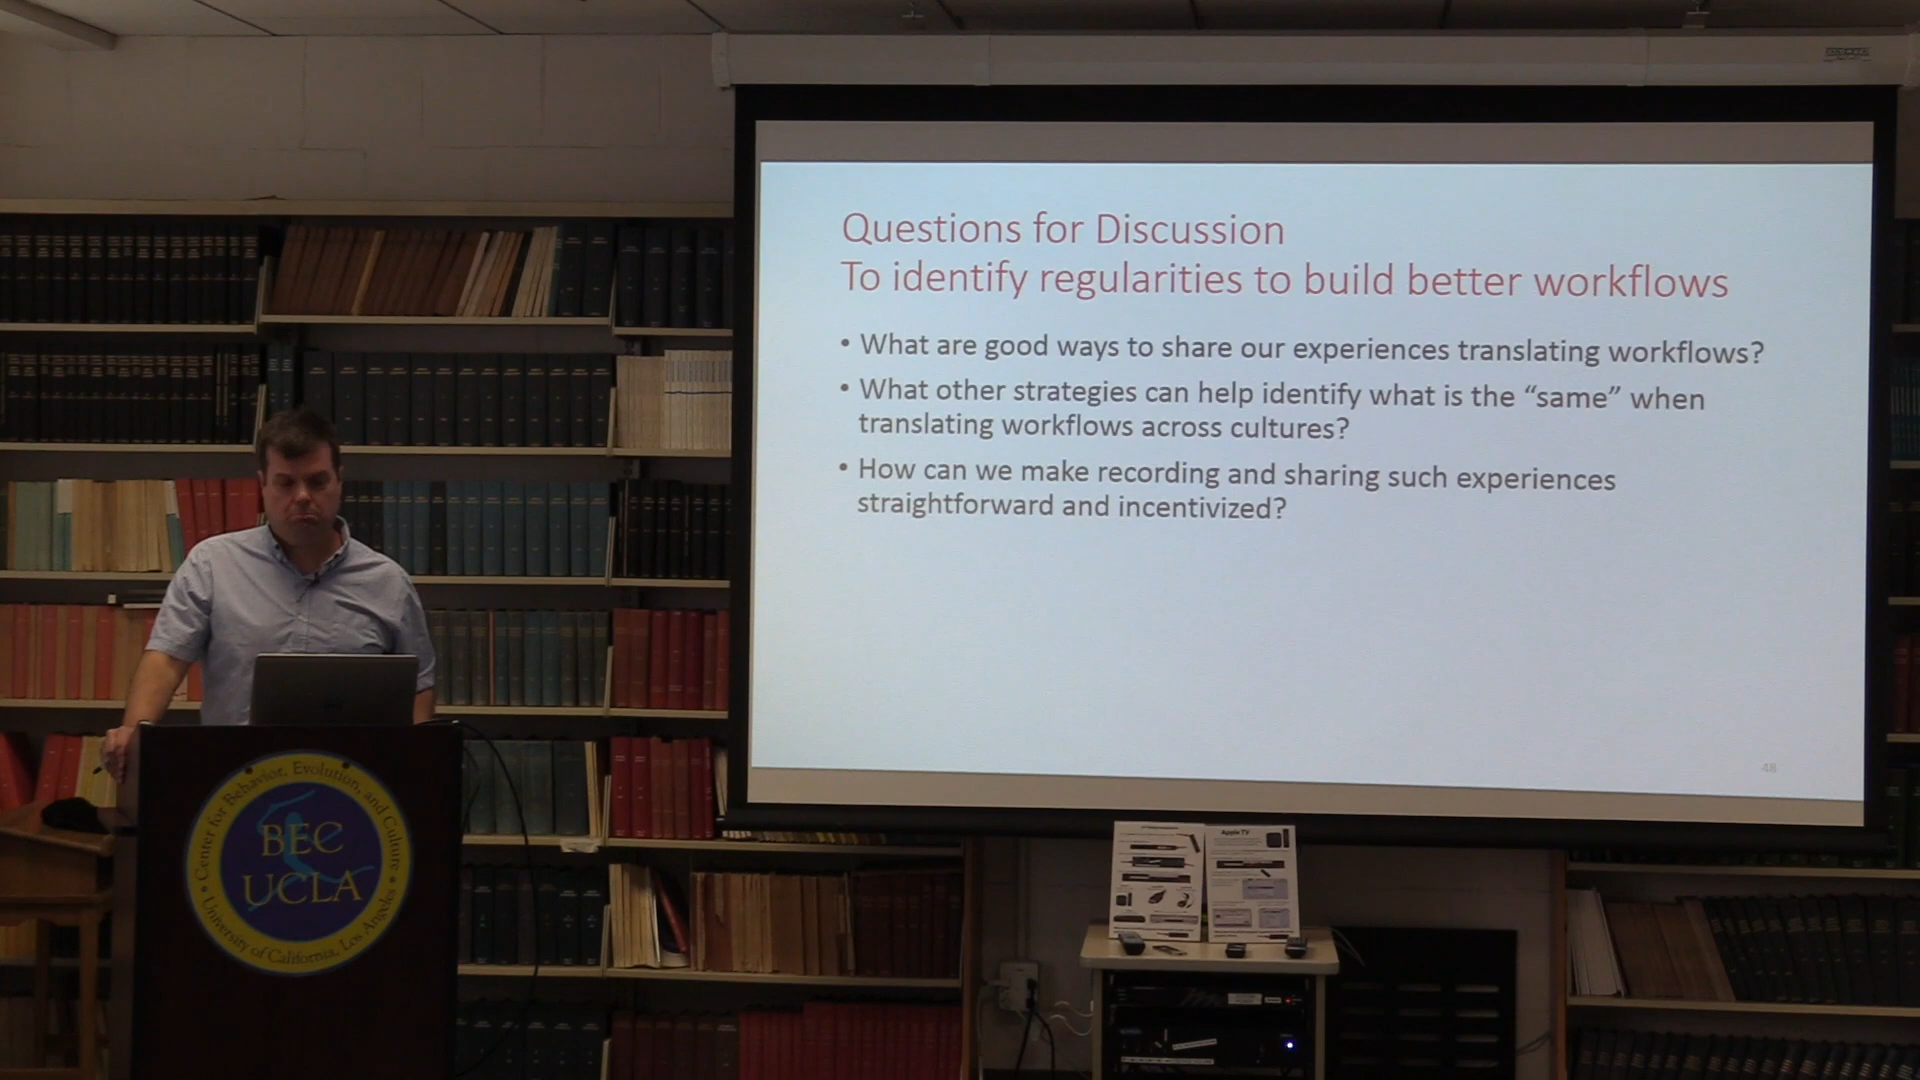 Questions for Discussion
To identify regularities to build better workflows
• What are good ways to share our experiences translating workflows?
• What other strategies can help identify what is the “same” when
translating workflows across cultures?
• How can we make recording and sharing such experiences
straightforward and incentivized?
48
Center for Behavior, Evolution, and Culture
BEC
UCLA
University of California, Los Angeles
Apple TV